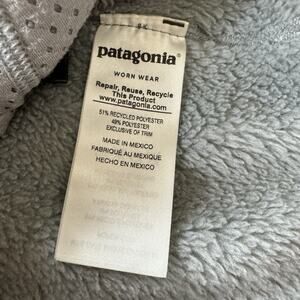 patagonia®
WORN WEAR
Repair, Reuse, Recycle
This Product
www.patagonia.com
51% RECYCLED POLYESTER
49% POLYESTER
EXCLUSIVE OF TRIM
MADE IN MEXICO
FABRIQUÉ AU MEXIQUE
HECHO EN MEXICO